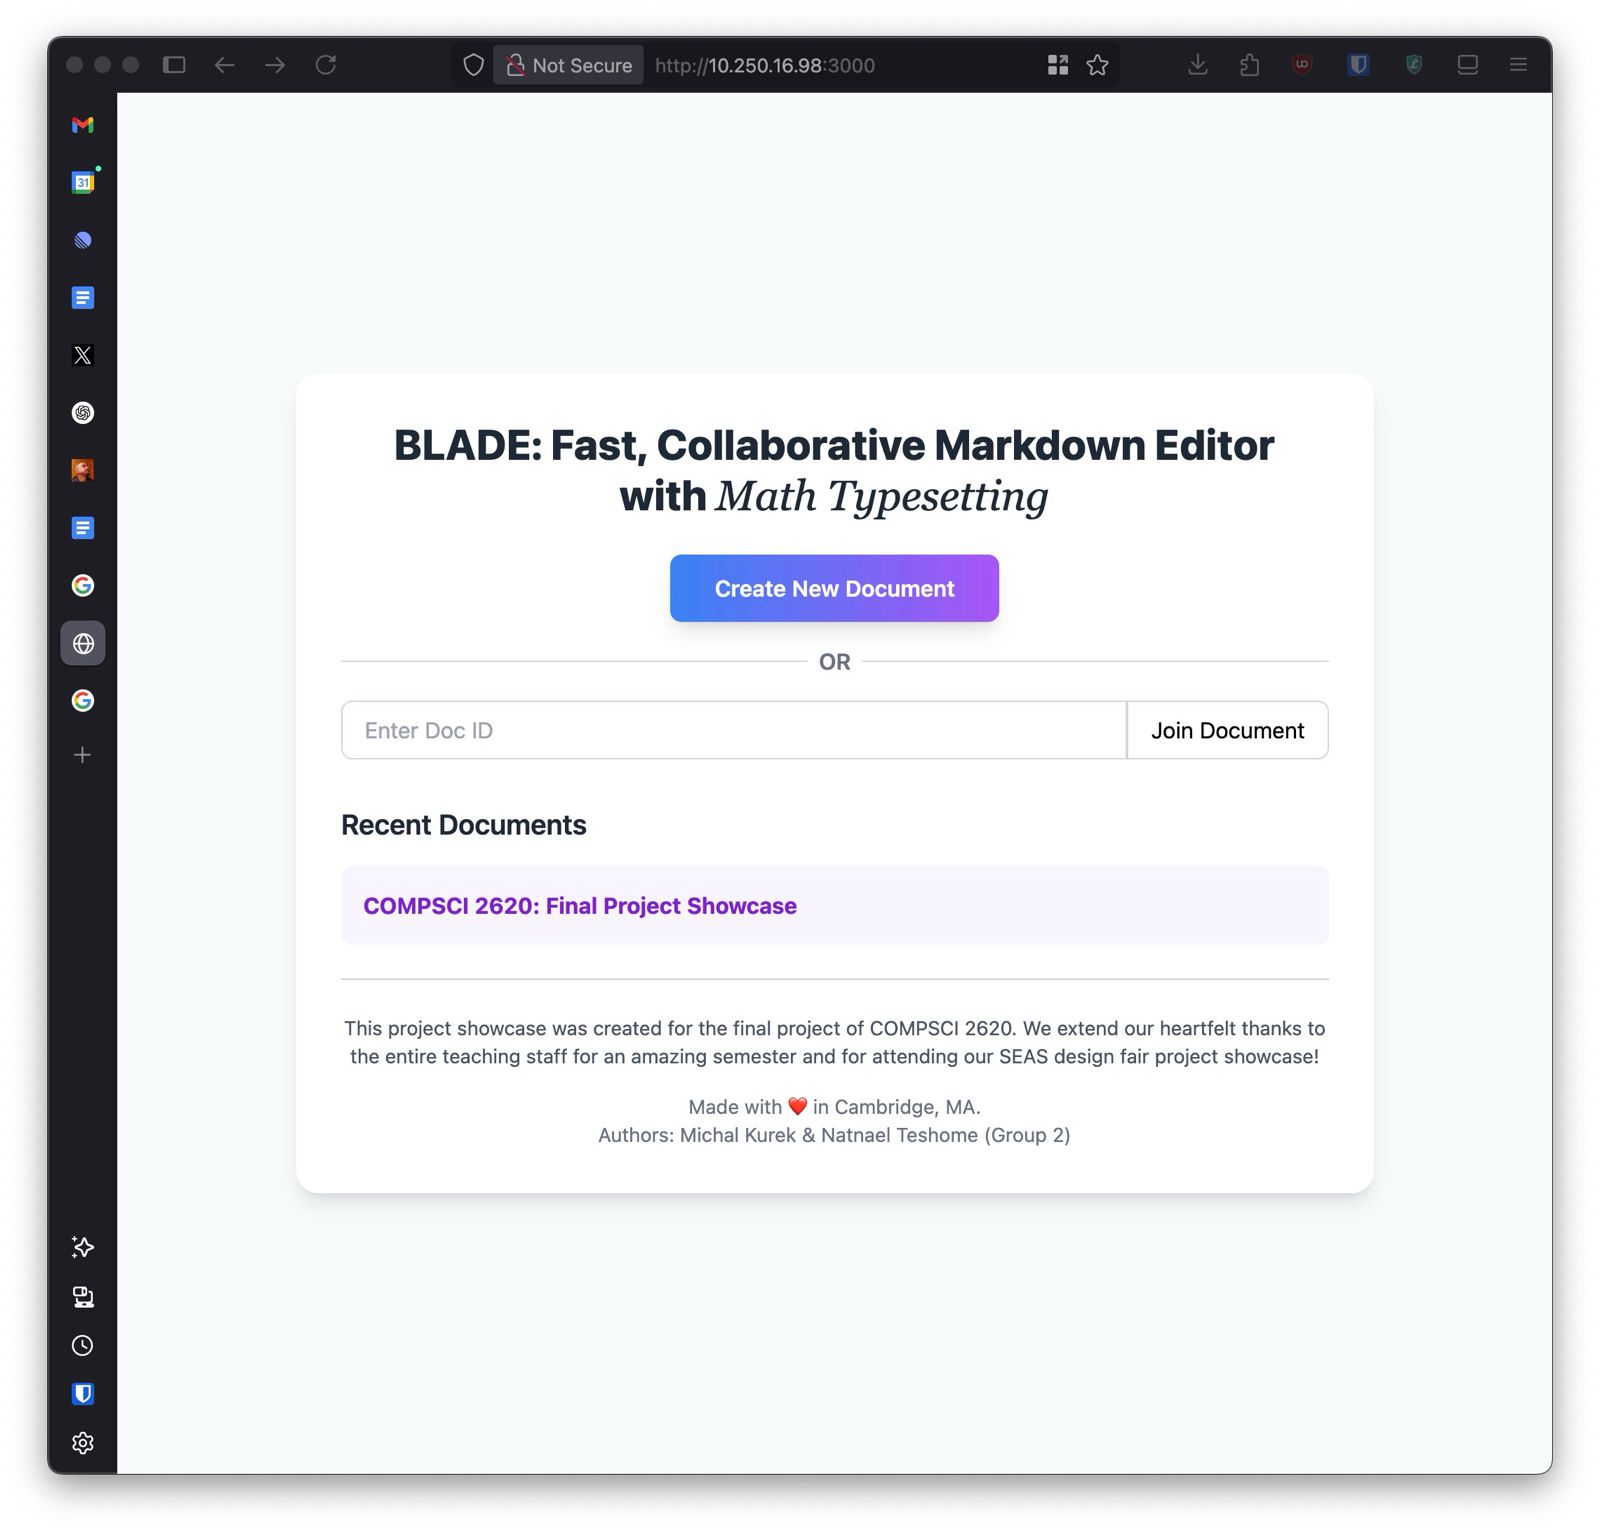 Not Secure http://10.250.16.98:3000
31
BLADE: Fast, Collaborative Markdown Editor
with Math Typesetting
Create New Document
OR
Enter Doc ID
Join Document
Recent Documents
COMPSCI 2620: Final Project Showcase
This project showcase was created for the final project of COMPSCI 2620. We extend our heartfelt thanks to
the entire teaching staff for an amazing semester and for attending our SEAS design fair project showcase!
Made with ❤️ in Cambridge, MA.
Authors: Michal Kurek & Natnael Teshome (Group 2)